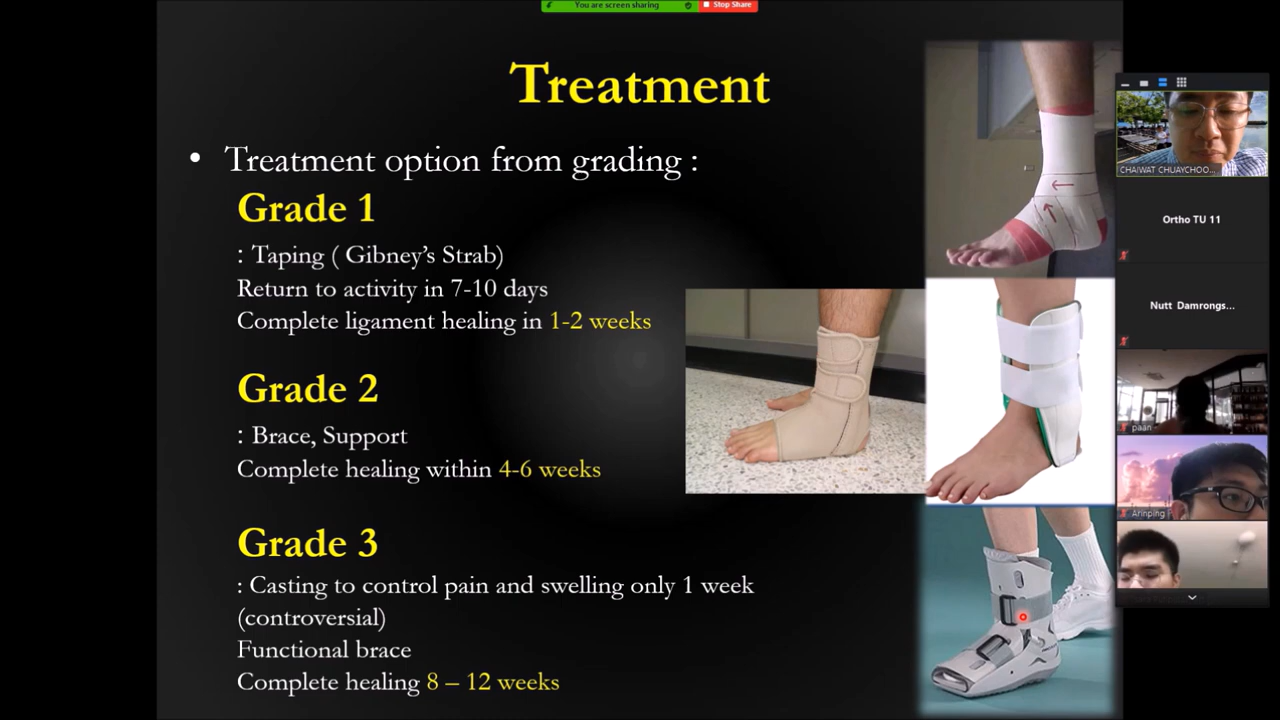 You are screen sharing
Stop Share
Treatment
• Treatment option from grading :
Grade 1
: Taping ( Gibney’s Strab)
Return to activity in 7-10 days
Complete ligament healing in 1-2 weeks
Grade 2
: Brace, Support
Complete healing within 4-6 weeks
Grade 3
: Casting to control pain and swelling only 1 week
(controversial)
Functional brace
Complete healing 8 – 12 weeks
CHAIWAT CHUAYCHOO...
Ortho TU 11
Nutt Damrongs...
paan
Arinping